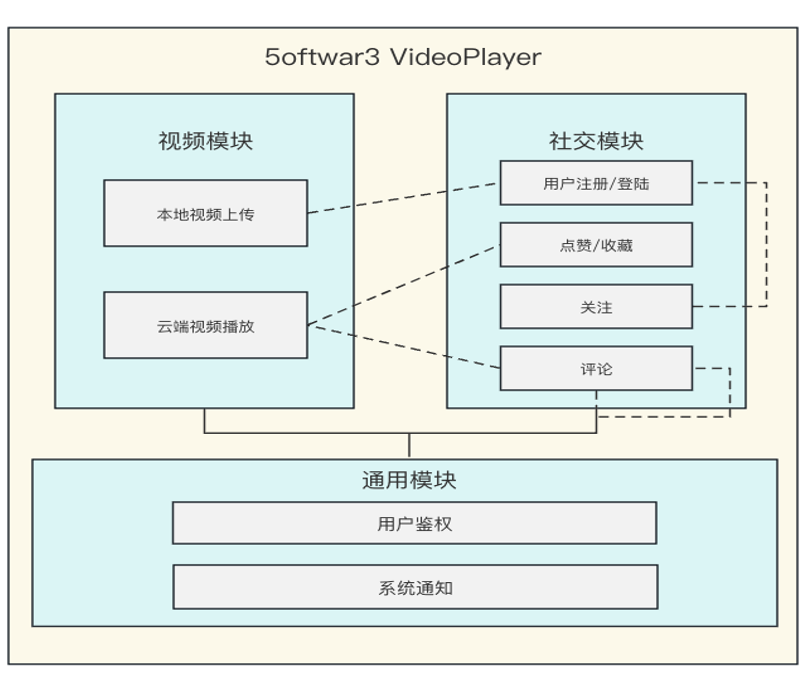 5oftwar3 VideoPlayer
视频模块
本地视频上传
云端视频播放
社交模块
用户注册/登陆
点赞/收藏
关注
评论
通用模块
用户鉴权
系统通知